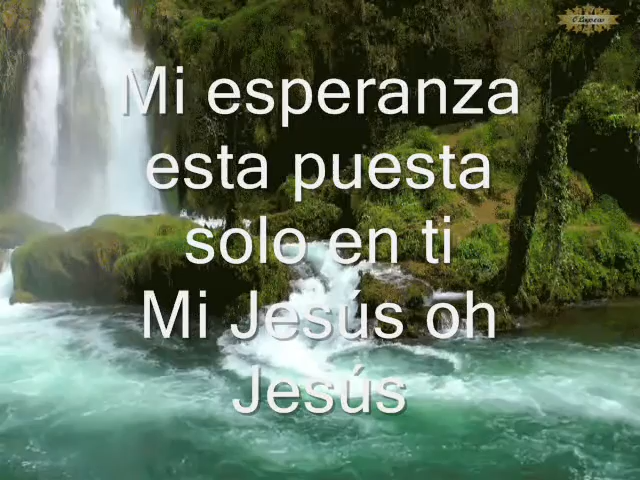 Mi esperanza
esta puesta
solo en ti
Mi Jesús oh
Jesús